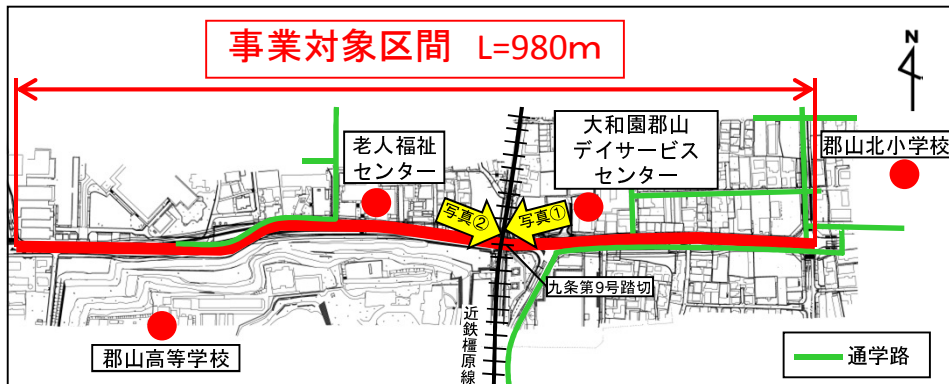 事業対象区間 L=980m
N
老人福祉
センター
大和園郡山
デイサービス
センター
郡山北小学校
写真②
写真①
九条第9号踏切
近鉄橿原線
郡山高等学校
通学路